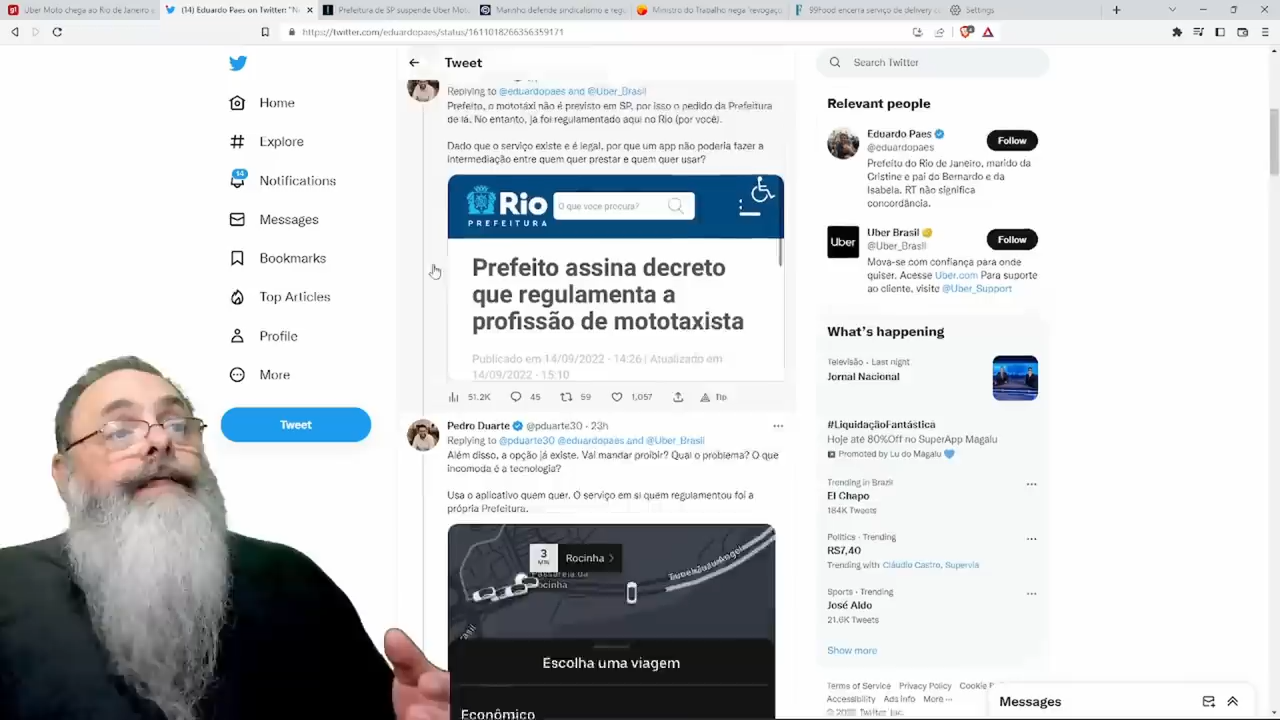 Uber Moto chega ao Rio de Janeiro e
(14) Eduardo Paes on Twitter: "N
Prefeitura de SP suspende Uber Mot
Marinho defende sindicalismo e regu
Ministro do Trabalho nega 'revogaçã
99Food encerra serviço de delivery c
Settings
https://twitter.com/eduardopaes/status/1611018266356359171
Home
Explore
14
Notifications
Messages
Bookmarks
Top Articles
Profile
More
Tweet
Tweet
Replying to @eduardopaes and @Uber_Brasil
Prefeito, o mototáxi não é previsto em SP, por isso o pedido da Prefeitura
de lá. No entanto, já foi regulamentado aqui no Rio (por você).
Dado que o serviço existe e é legal, por que um app não poderia fazer a
intermediação entre quem quer prestar e quem quer usar?
Rio
PREFEITURA
O que voce procura?
Prefeito assina decreto
que regulamenta a
profissão de mototaxista
Publicado em 14/09/2022 - 14:26 | Atualizado em
14/09/2022 - 15:10
51.2K
45
59
1,057
Tip
Pedro Duarte @pduarte30 · 23h
Replying to @pduarte30 @eduardopaes and @Uber_Brasil
Além disso, a opção já existe. Vai mandar proibir? Qual o problema? O que
incomoda é a tecnologia?
Usa o aplicativo quem quer. O serviço em si quem regulamentou foi a
própria Prefeitura.
3
MIN
Rocinha
Passarela da
Rocinha
Escolha uma viagem
Econômico
Search Twitter
Relevant people
Eduardo Paes
@eduardopaes
Follow
Prefeito do Rio de Janeiro, marido da
Cristine e pai do Bernardo e da
Isabela. RT não significa
concordância.
Uber
Uber Brasil
@Uber_Brasil
Follow
Mova-se com confiança para onde
quiser. Acesse Uber.com Para suporte
ao cliente, visite @Uber_Support
What's happening
Televisão · Last night
Jornal Nacional
#LiquidaçãoFantástica
Hoje até 80%Off no SuperApp Magalu
Promoted by Lu do Magalu
Trending in Brazil
El Chapo
184K Tweets
Politics · Trending
R$7,40
Trending with Cláudio Castro, Supervia
Sports · Trending
José Aldo
21.6K Tweets
Show more
Terms of Service Privacy Policy Cookie P
Accessibility Ads info More ···
Twitter, Inc.
Messages